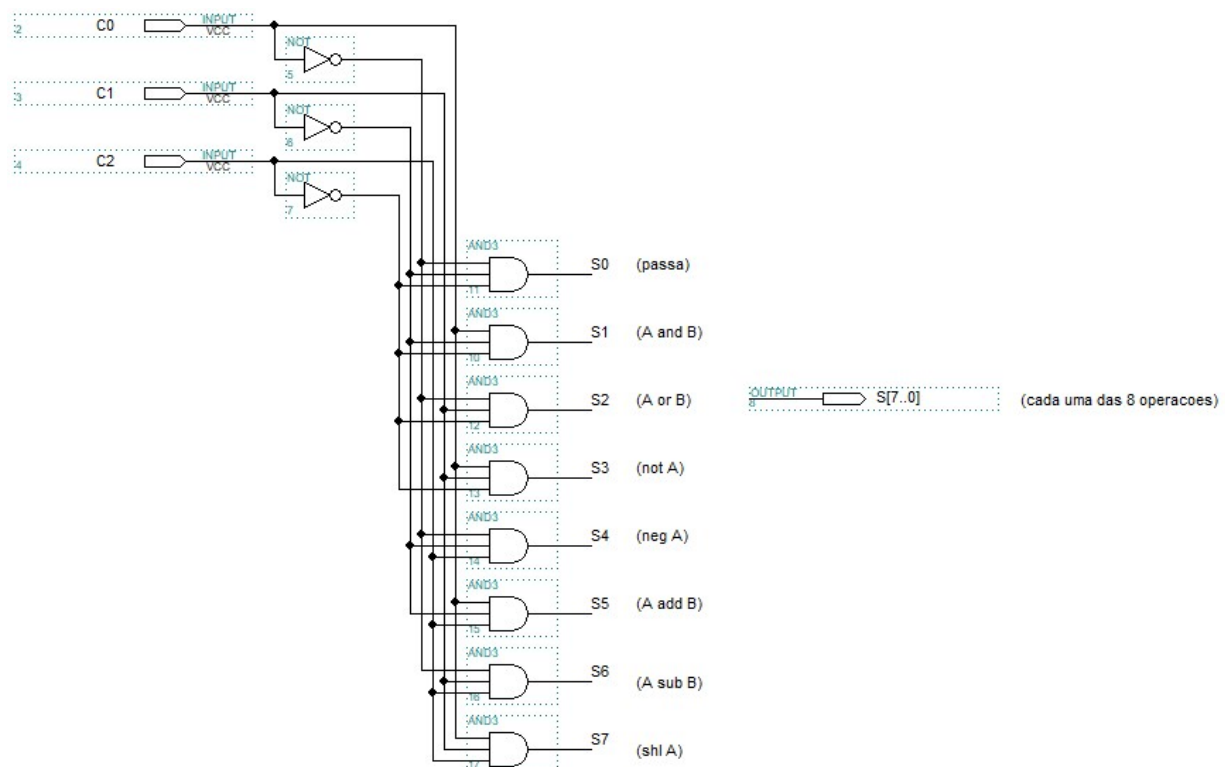 2 C0 INPUT VCC
NOT
5
3 C1 INPUT VCC
NOT
6
4 C2 INPUT VCC
NOT
7
AND3
11
S0 (passa)
AND3
10
S1 (A and B)
AND3
12
S2 (A or B)
OUTPUT
8
S[7..0] (cada uma das 8 operacoes)
AND3
13
S3 (not A)
AND3
14
S4 (neg A)
AND3
15
S5 (A add B)
AND3
16
S6 (A sub B)
AND3
17
S7 (shl A)